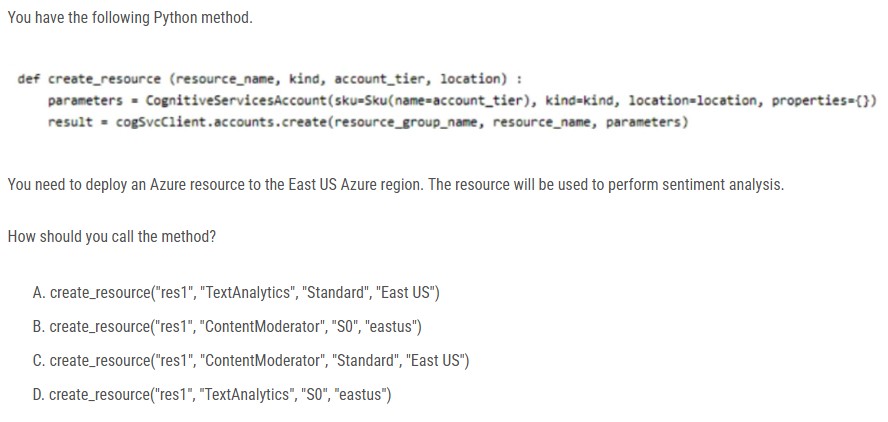 You have the following Python method.
def create_resource (resource_name, kind, account_tier, location) :
parameters = CognitiveServicesAccount(sku=Sku(name=account_tier), kind=kind, location=location, properties={})
result = cogSvcClient.accounts.create(resource_group_name, resource_name, parameters)
You need to deploy an Azure resource to the East US Azure region. The resource will be used to perform sentiment analysis.
How should you call the method?
A. create_resource("res1", "TextAnalytics", "Standard", "East US")
B. create_resource("res1", "ContentModerator", "S0", "eastus")
C. create_resource("res1", "ContentModerator", "Standard", "East US")
D. create_resource("res1", "TextAnalytics", "S0", "eastus")